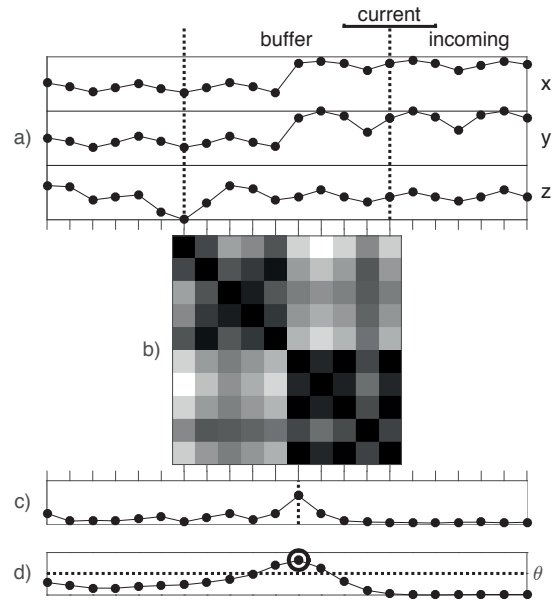 current
buffer
incoming
x
a)
y
z
b)
c)
d)
θ